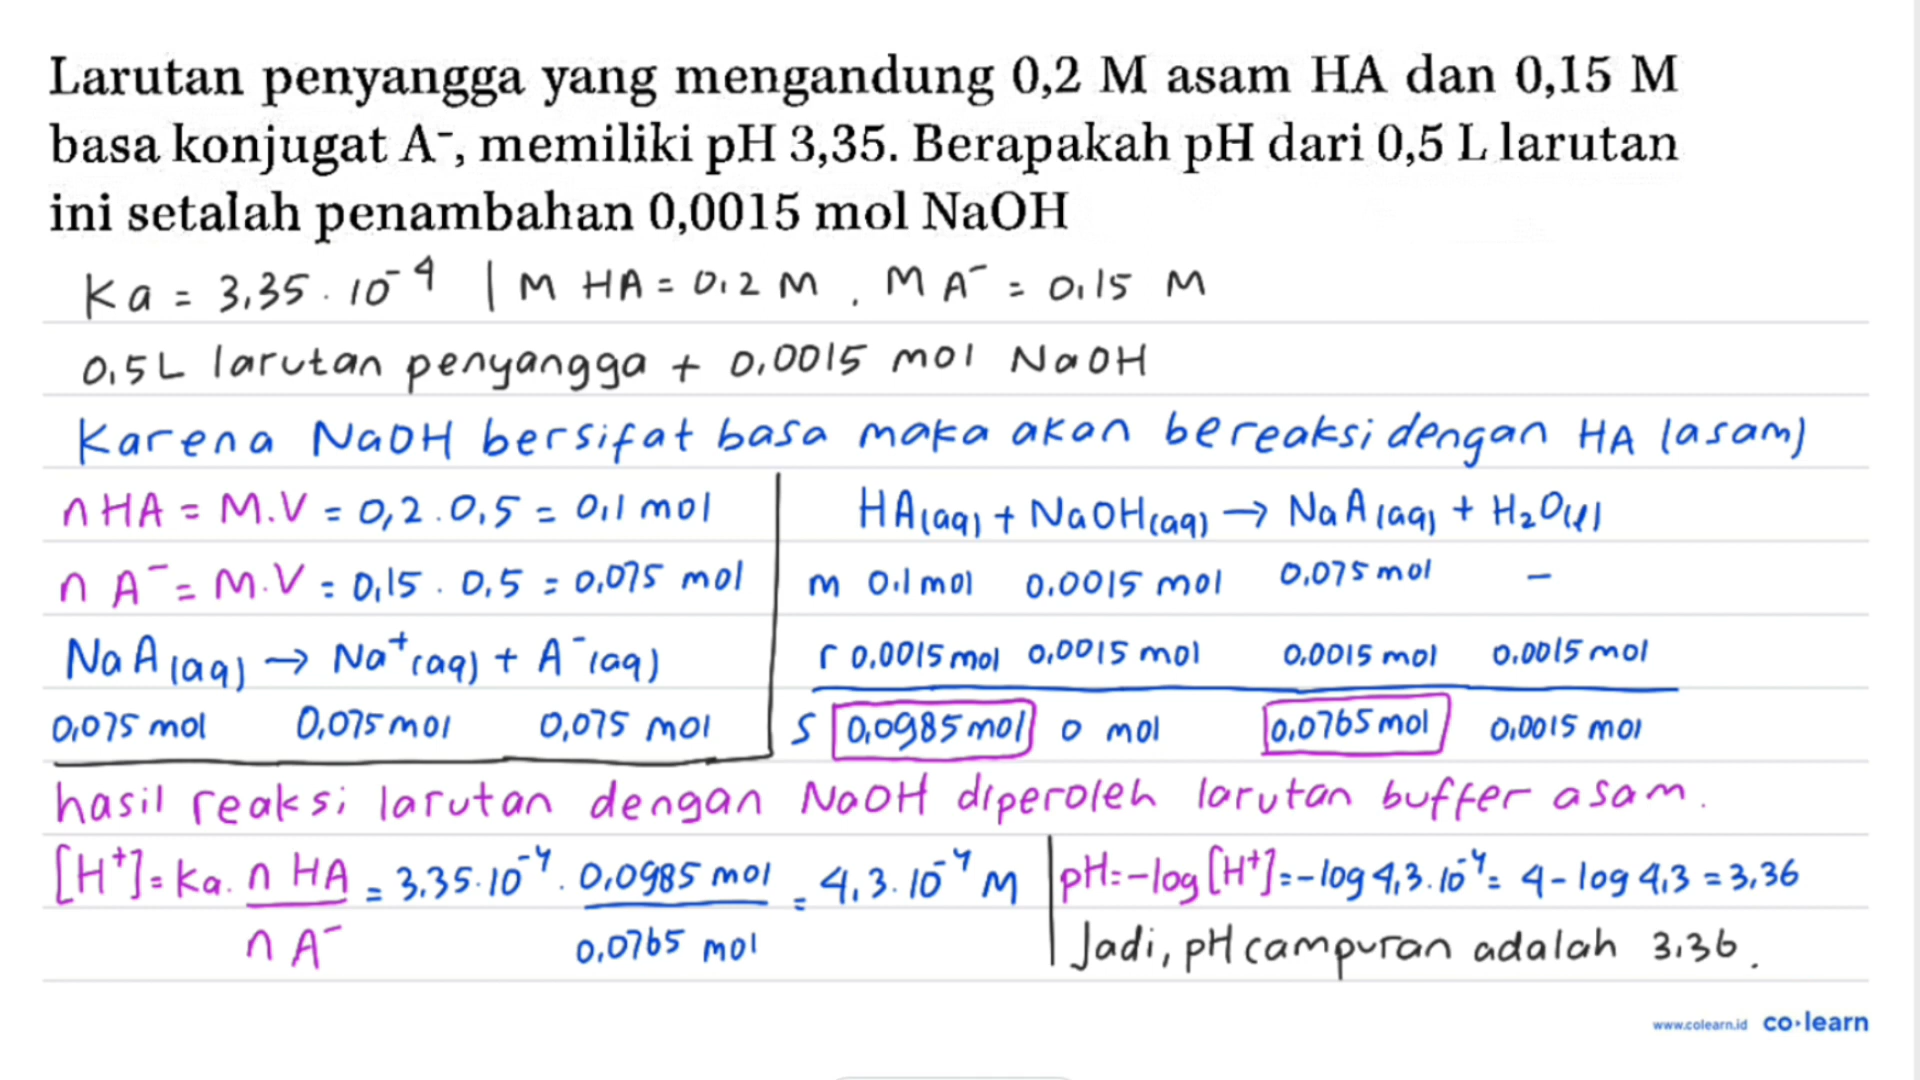 Larutan penyangga yang mengandung 0,2 M asam HA dan 0,15 M
basa konjugat A⁻, memiliki pH 3,35. Berapakah pH dari 0,5 L larutan
ini setalah penambahan 0,0015 mol NaOH
Ka = 3,35 . 10⁻⁴ | M HA = 0,2 M , M A⁻ = 0,15 M
0,5 L larutan penyangga + 0,0015 mol NaOH
Karena NaOH bersifat basa maka akan bereaksi dengan HA (asam)
n HA = M.V = 0,2 . 0,5 = 0,1 mol
n A⁻ = M.V = 0,15 . 0,5 = 0,075 mol
NaA(aq) → Na⁺(aq) + A⁻(aq)
0,075 mol 0,075 mol 0,075 mol
HA(aq) + NaOH(aq) → NaA(aq) + H₂O(l)
m 0.1 mol 0.0015 mol 0.075 mol –
r 0.0015 mol 0,0015 mol 0,0015 mol 0.0015 mol
s 0,0985 mol 0 mol 0,0765 mol 0,0015 mol
hasil reaksi larutan dengan NaOH diperoleh larutan buffer asam.
[H⁺] = Ka . n HA / n A⁻ = 3,35 . 10⁻⁴ . 0,0985 mol / 0,0765 mol = 4,3 . 10⁻⁴ M
pH = -log [H⁺] = -log 4,3 . 10⁻⁴ = 4 - log 4,3 = 3,36
Jadi, pH campuran adalah 3,36.
www.colearn.id co·learn